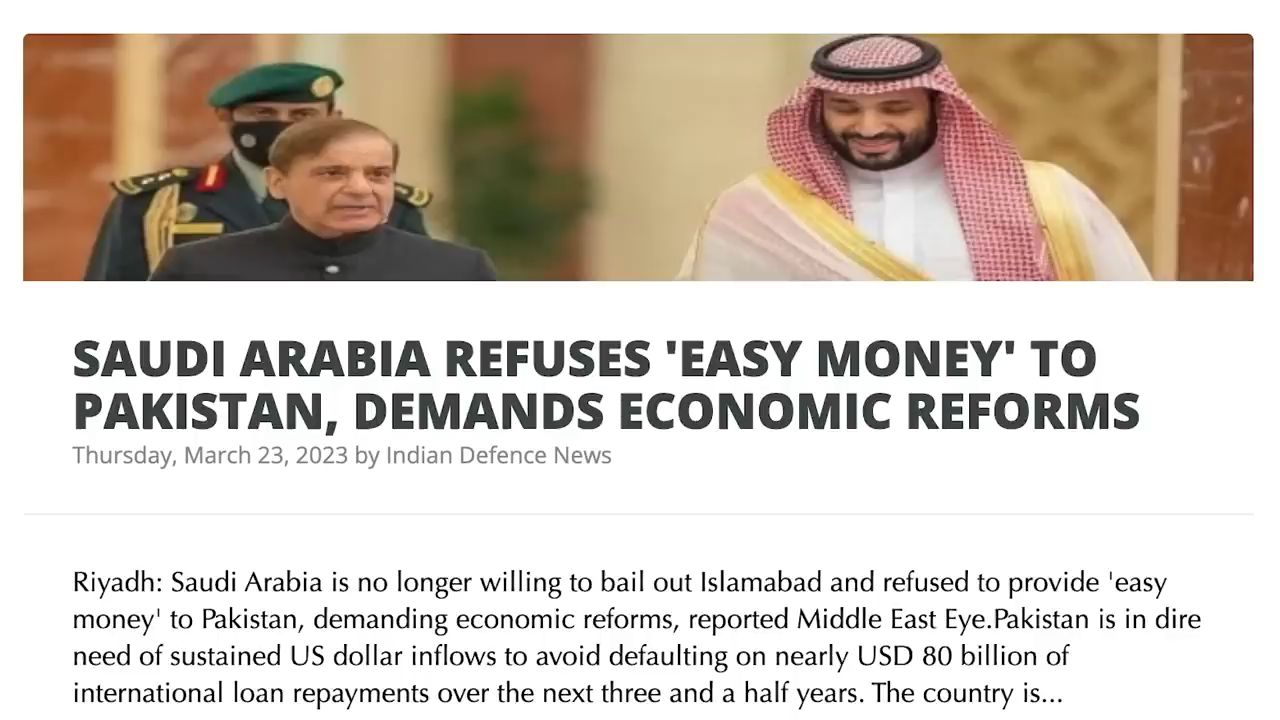 SAUDI ARABIA REFUSES 'EASY MONEY' TO
PAKISTAN, DEMANDS ECONOMIC REFORMS
Thursday, March 23, 2023 by Indian Defence News
Riyadh: Saudi Arabia is no longer willing to bail out Islamabad and refused to provide 'easy
money' to Pakistan, demanding economic reforms, reported Middle East Eye.Pakistan is in dire
need of sustained US dollar inflows to avoid defaulting on nearly USD 80 billion of
international loan repayments over the next three and a half years. The country is...